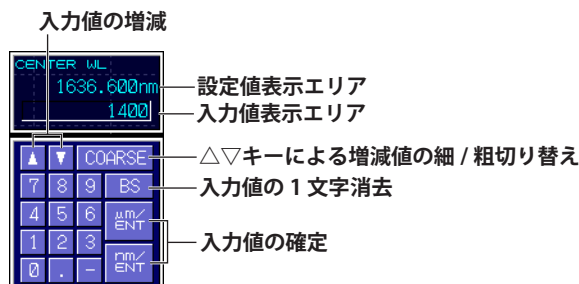 入力値の増減
CENTER WL
1636.600nm
設定値表示エリア
1400
入力値表示エリア
▲ ▼ COARSE
△▽キーによる増減値の細 / 粗切り替え
7 8 9 BS
入力値の 1 文字消去
4 5 6 μm/ENT
1 2 3
入力値の確定
0 . - nm/ENT